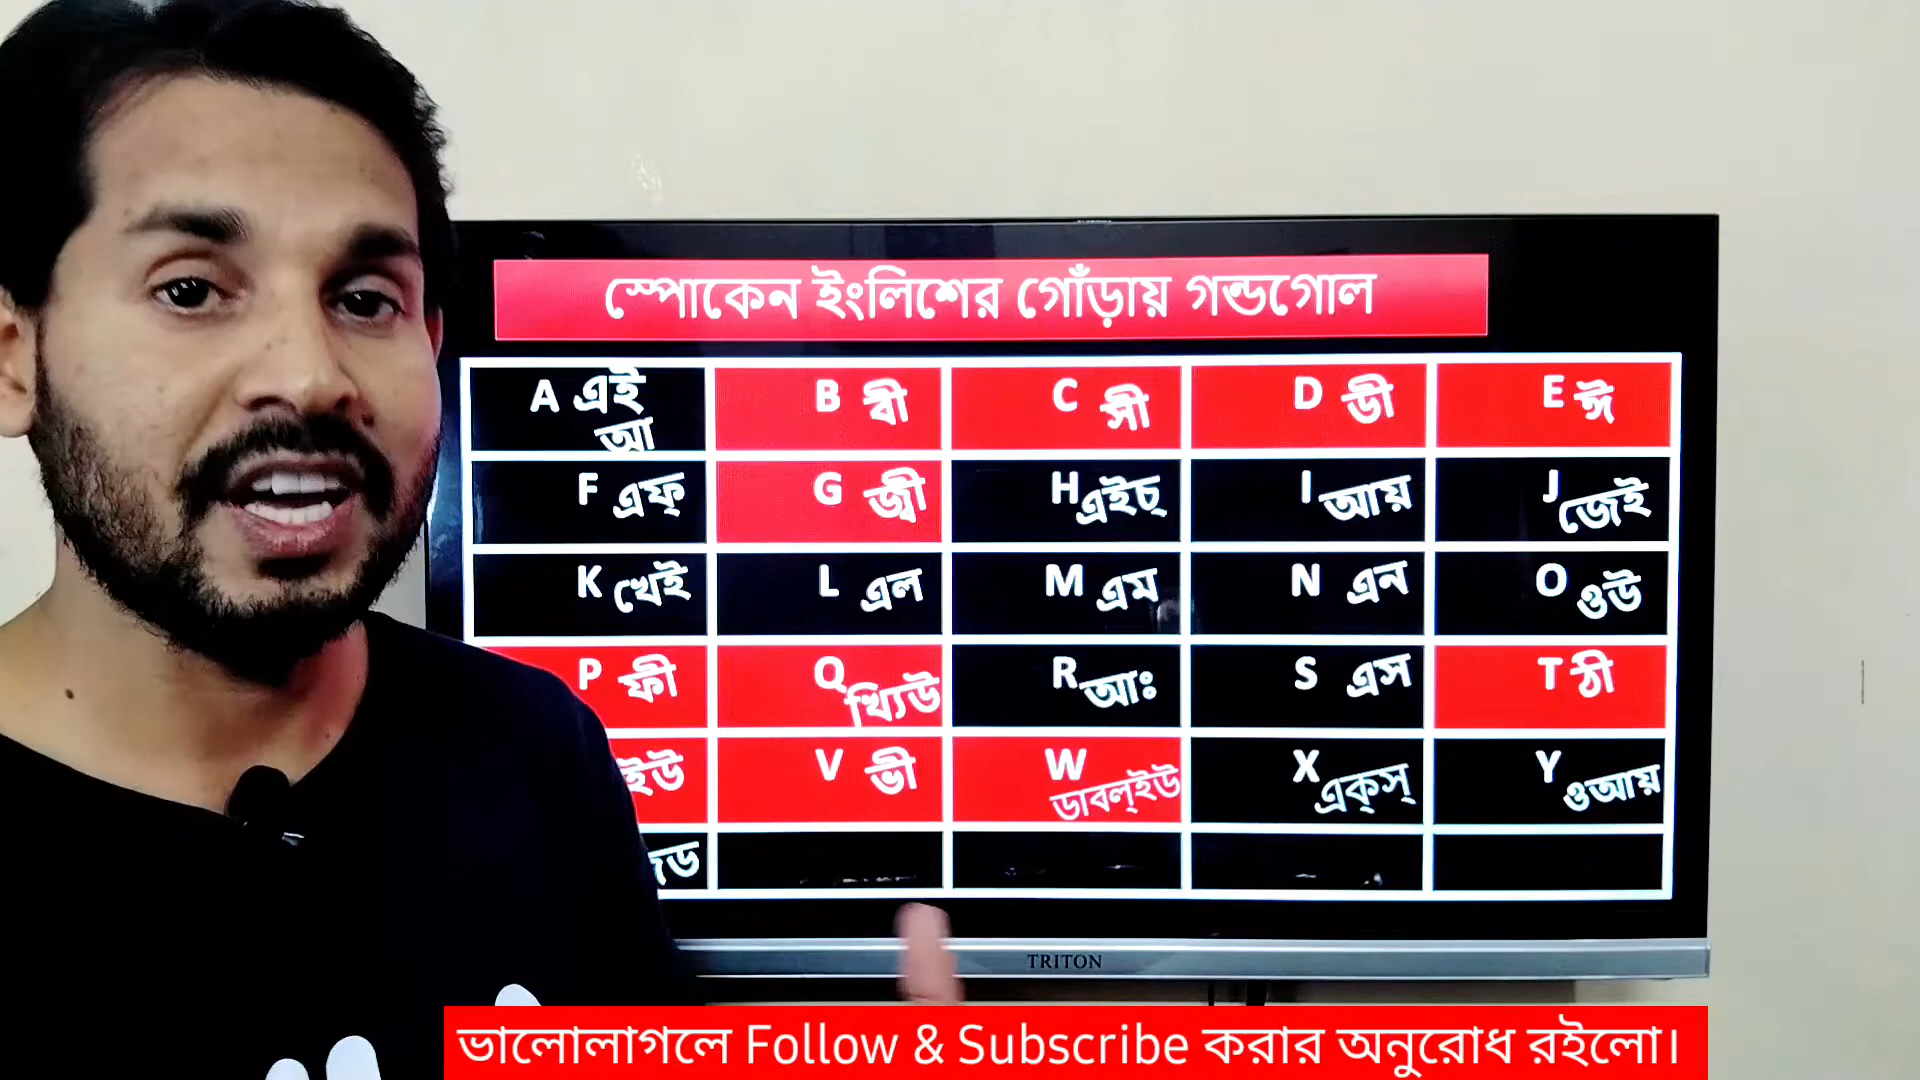 স্পোকেন ইংলিশের গোঁড়ায় গন্ডগোল
A এই আ B বী C সী D ডী E ঈ
F এফ্ G জ্বী H এইচ্ I আয় J জেই
K খেই L এল M এম N এন O ওউ
P ফী Q খ্যিউ R আঃ S এস T ঠী
ইউ V ভী W ডাবল্ইউ X এক্স্ Y ওআয়
TRITON
ভালোলাগলে Follow & Subscribe করার অনুরোধ রইলো।